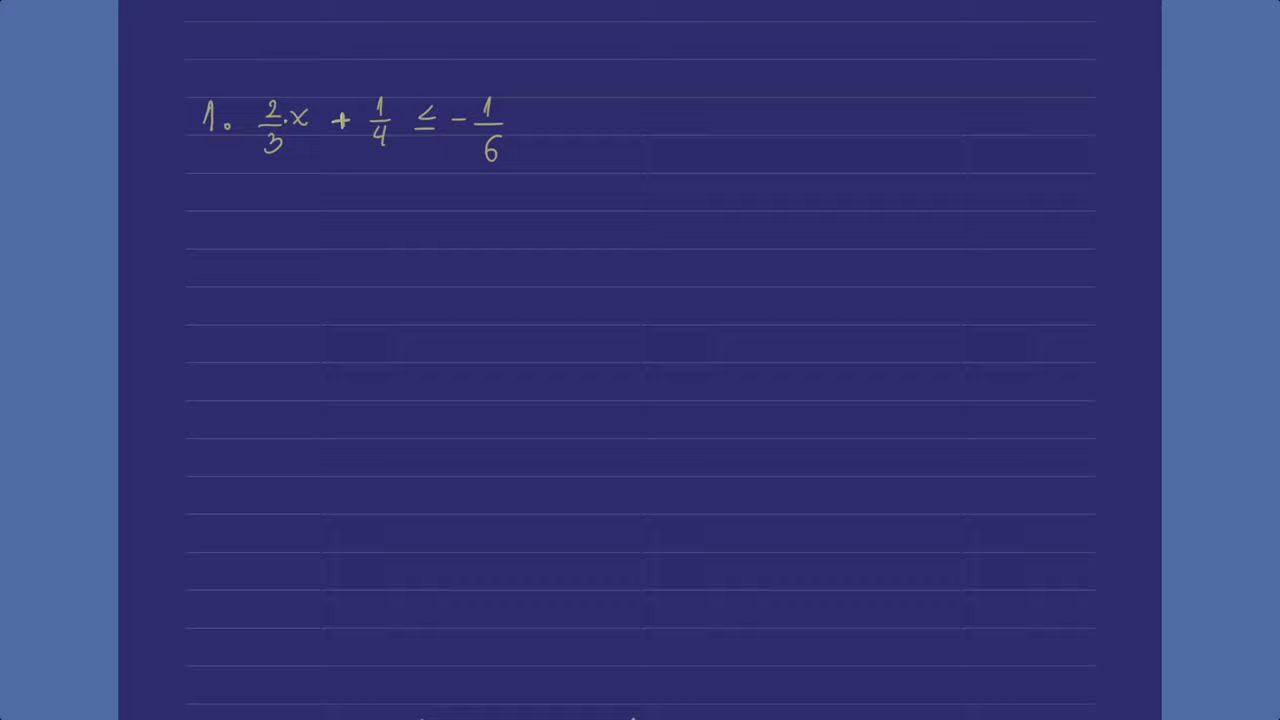 1. 2/3 · x + 1/4 ≤ - 1/6